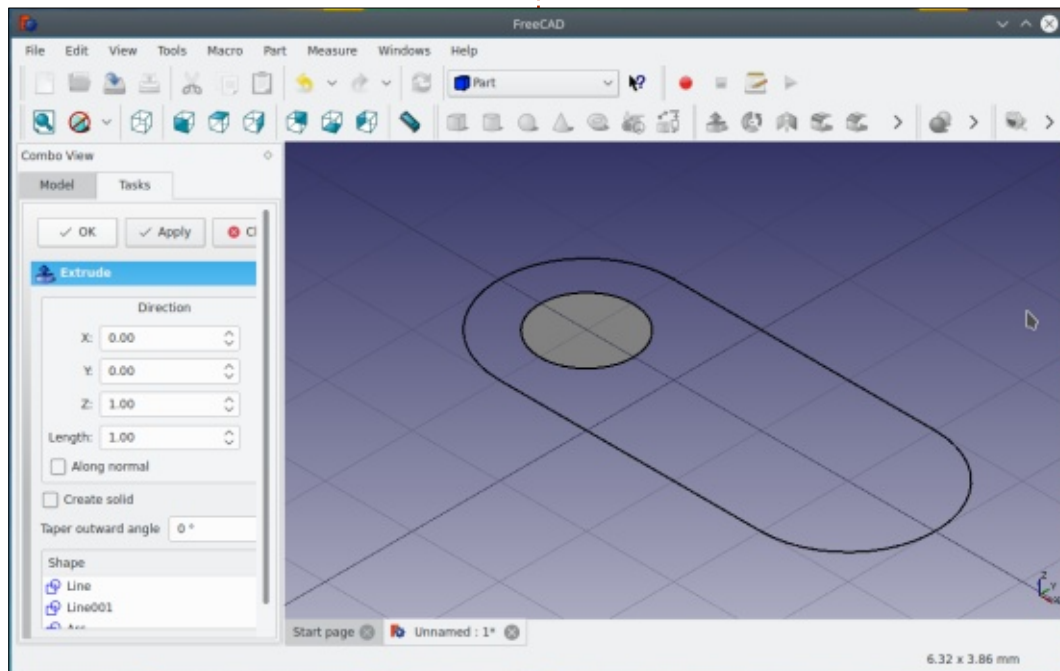 FreeCAD
File Edit View Tools Macro Part Measure Windows Help
Part
Combo View
Model Tasks
OK Apply
Extrude
Direction
X: 0.00
Y: 0.00
Z: 1.00
Length: 1.00
Along normal
Create solid
Taper outward angle 0 °
Shape
Line
Line001
Start page Unnamed : 1*
Z
Y
6.32 x 3.86 mm